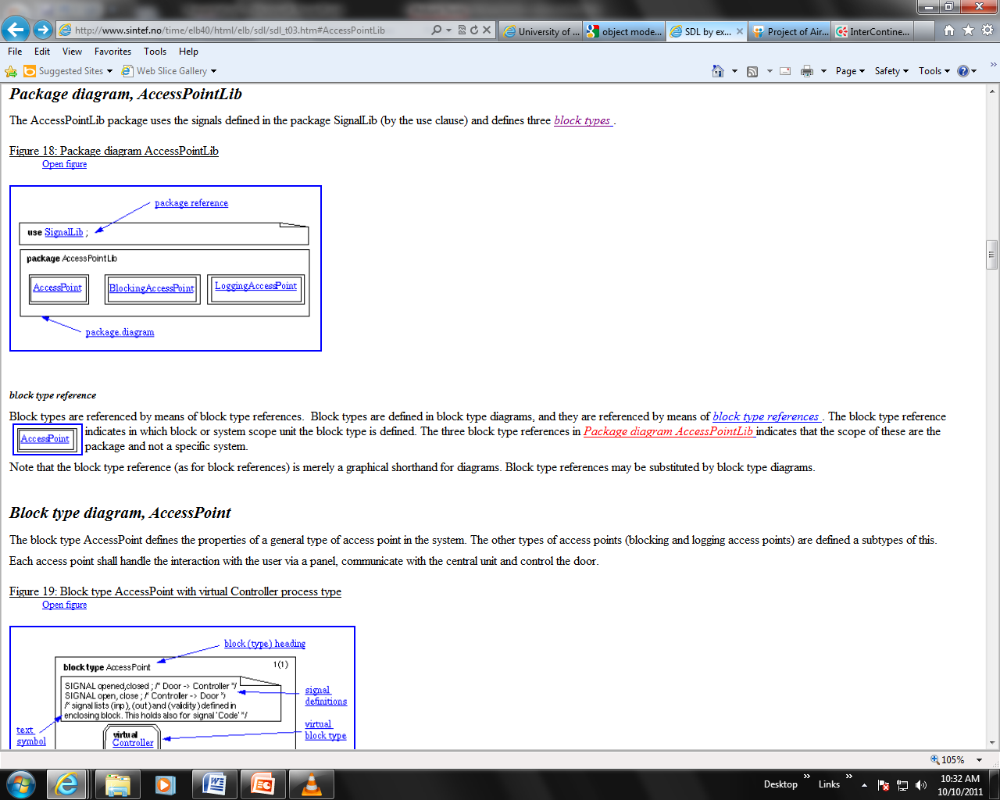 http://www.sintef.no/time/elb40/html/elb/sdl/sdl_t03.htm#AccessPointLib
University of ...
object mode...
SDL by ex...
Project of Air...
InterContine...
File Edit View Favorites Tools Help
Suggested Sites
Web Slice Gallery
Page
Safety
Tools
Package diagram, AccessPointLib
The AccessPointLib package uses the signals defined in the package SignalLib (by the use clause) and defines three block types .
Figure 18: Package diagram AccessPointLib
Open figure
package reference
use SignalLib ;
package AccessPointLib
AccessPoint
BlockingAccessPoint
LoggingAccessPoint
package.diagram
block type reference
Block types are referenced by means of block type references. Block types are defined in block type diagrams, and they are referenced by means of block type references . The block type reference
AccessPoint
indicates in which block or system scope unit the block type is defined. The three block type references in Package diagram AccessPointLib indicates that the scope of these are the
package and not a specific system.
Note that the block type reference (as for block references) is merely a graphical shorthand for diagrams. Block type references may be substituted by block type diagrams.
Block type diagram, AccessPoint
The block type AccessPoint defines the properties of a general type of access point in the system. The other types of access points (blocking and logging access points) are defined a subtypes of this.
Each access point shall handle the interaction with the user via a panel, communicate with the central unit and control the door.
Figure 19: Block type AccessPoint with virtual Controller process type
Open figure
block (type) heading
block type AccessPoint
1(1)
SIGNAL opened,closed ; /* Door -> Controller */
SIGNAL open, close ; /* Controller -> Door */
/* signal lists (inp), (out) and (validity) defined in
enclosing block. This holds also for signal 'Code' */
signal
definitions
text
symbol
virtual
Controller
virtual
block type
105%
Desktop
Links
10:32 AM
10/10/2011